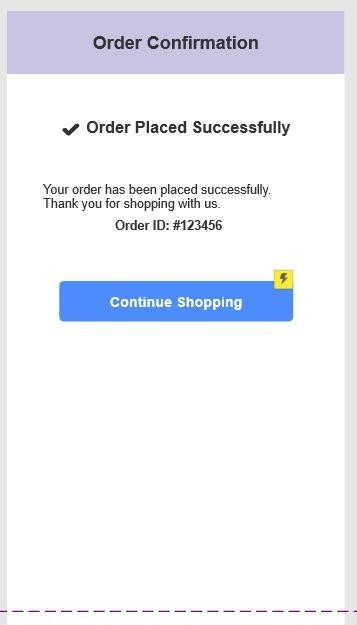 Order Confirmation
Order Placed Successfully
Your order has been placed successfully.
Thank you for shopping with us.
Order ID: #123456
Continue Shopping